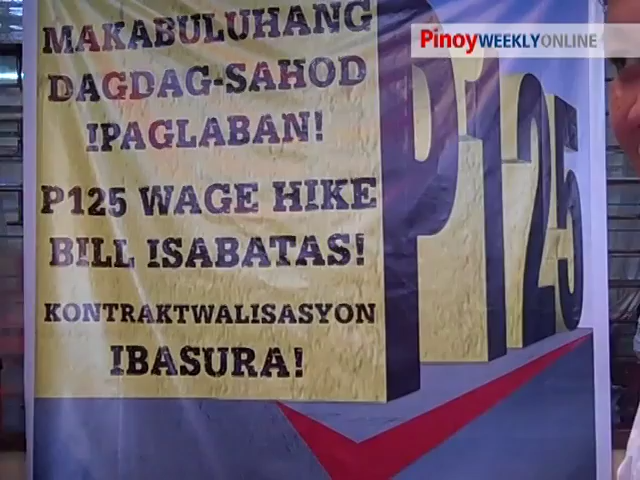 PinoyWEEKLYONLINE
MAKABULUHANG
DAGDAG-SAHOD
IPAGLABAN!
P125 WAGE HIKE
BILL ISABATAS!
KONTRAKTWALISASYON
IBASURA!
P125